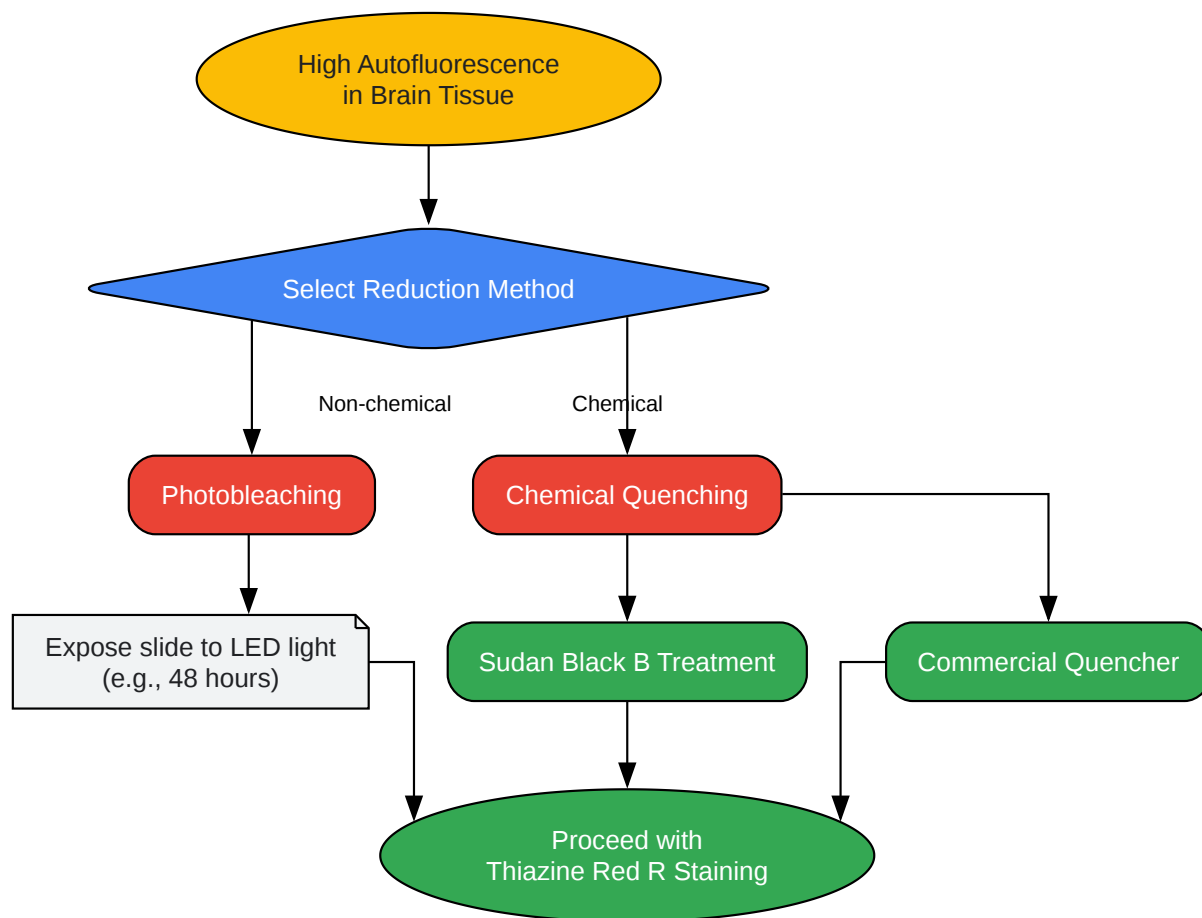 High Autofluorescence
in Brain Tissue
Select Reduction Method
Non-chemical
Chemical
Photobleaching
Chemical Quenching
Expose slide to LED light
(e.g., 48 hours)
Sudan Black B Treatment
Commercial Quencher
Proceed with
Thiazine Red R Staining